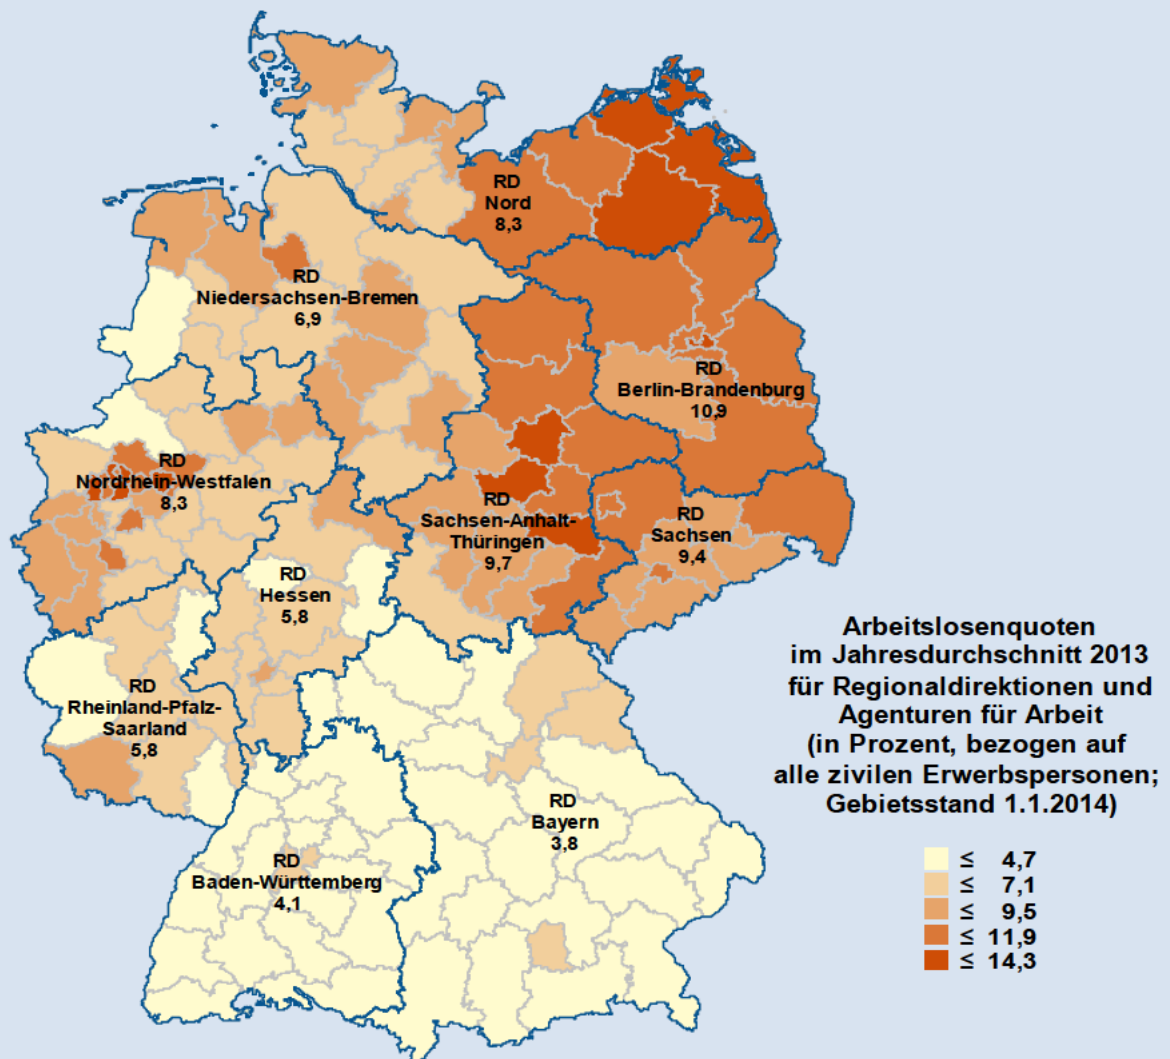 RD
Nord
8,3
RD
Niedersachsen-Bremen
6,9
RD
Berlin-Brandenburg
10,9
RD
Nordrhein-Westfalen
8,3
RD
Sachsen-Anhalt-
Thüringen
9,7
RD
Sachsen
9,4
RD
Hessen
5,8
RD
Rheinland-Pfalz-
Saarland
5,8
RD
Bayern
3,8
RD
Baden-Württemberg
4,1
Arbeitslosenquoten
im Jahresdurchschnitt 2013
für Regionaldirektionen und
Agenturen für Arbeit
(in Prozent, bezogen auf
alle zivilen Erwerbspersonen;
Gebietsstand 1.1.2014)
≤ 4,7
≤ 7,1
≤ 9,5
≤ 11,9
≤ 14,3